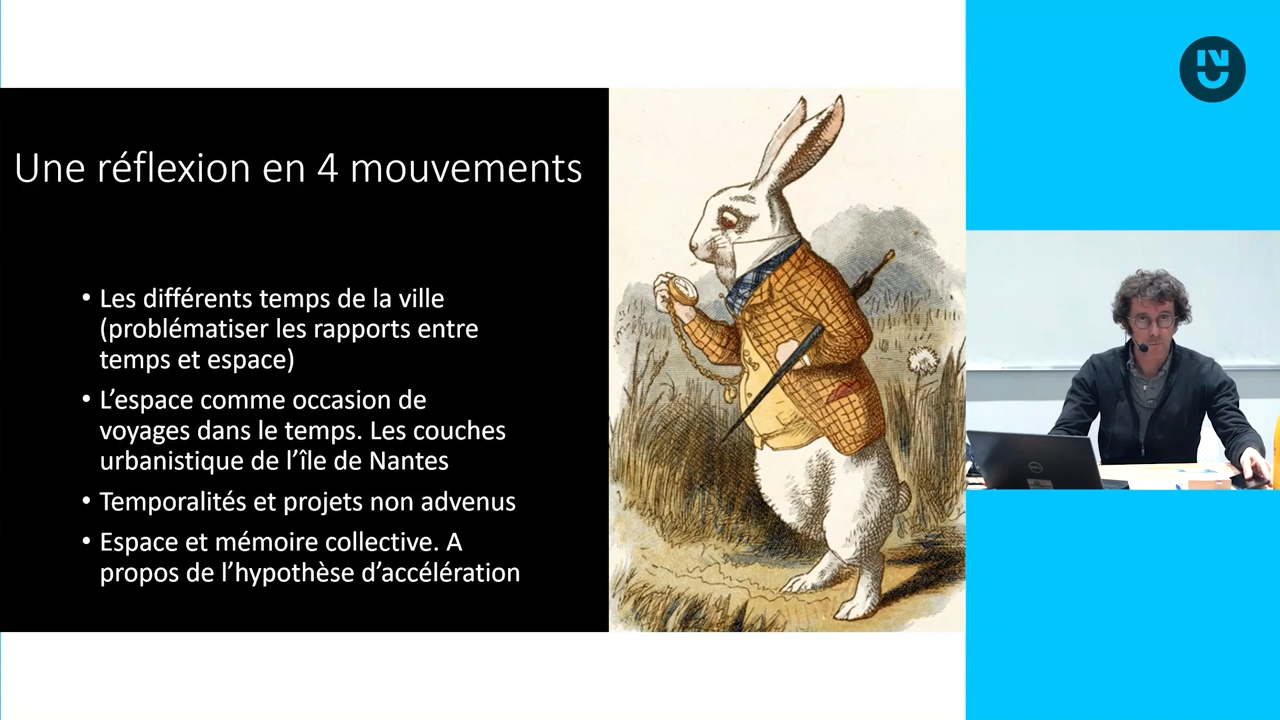 Une réflexion en 4 mouvements
• Les différents temps de la ville
(problématiser les rapports entre
temps et espace)
• L'espace comme occasion de
voyages dans le temps. Les couches
urbanistique de l'île de Nantes
• Temporalités et projets non advenus
• Espace et mémoire collective. A
propos de l'hypothèse d'accélération